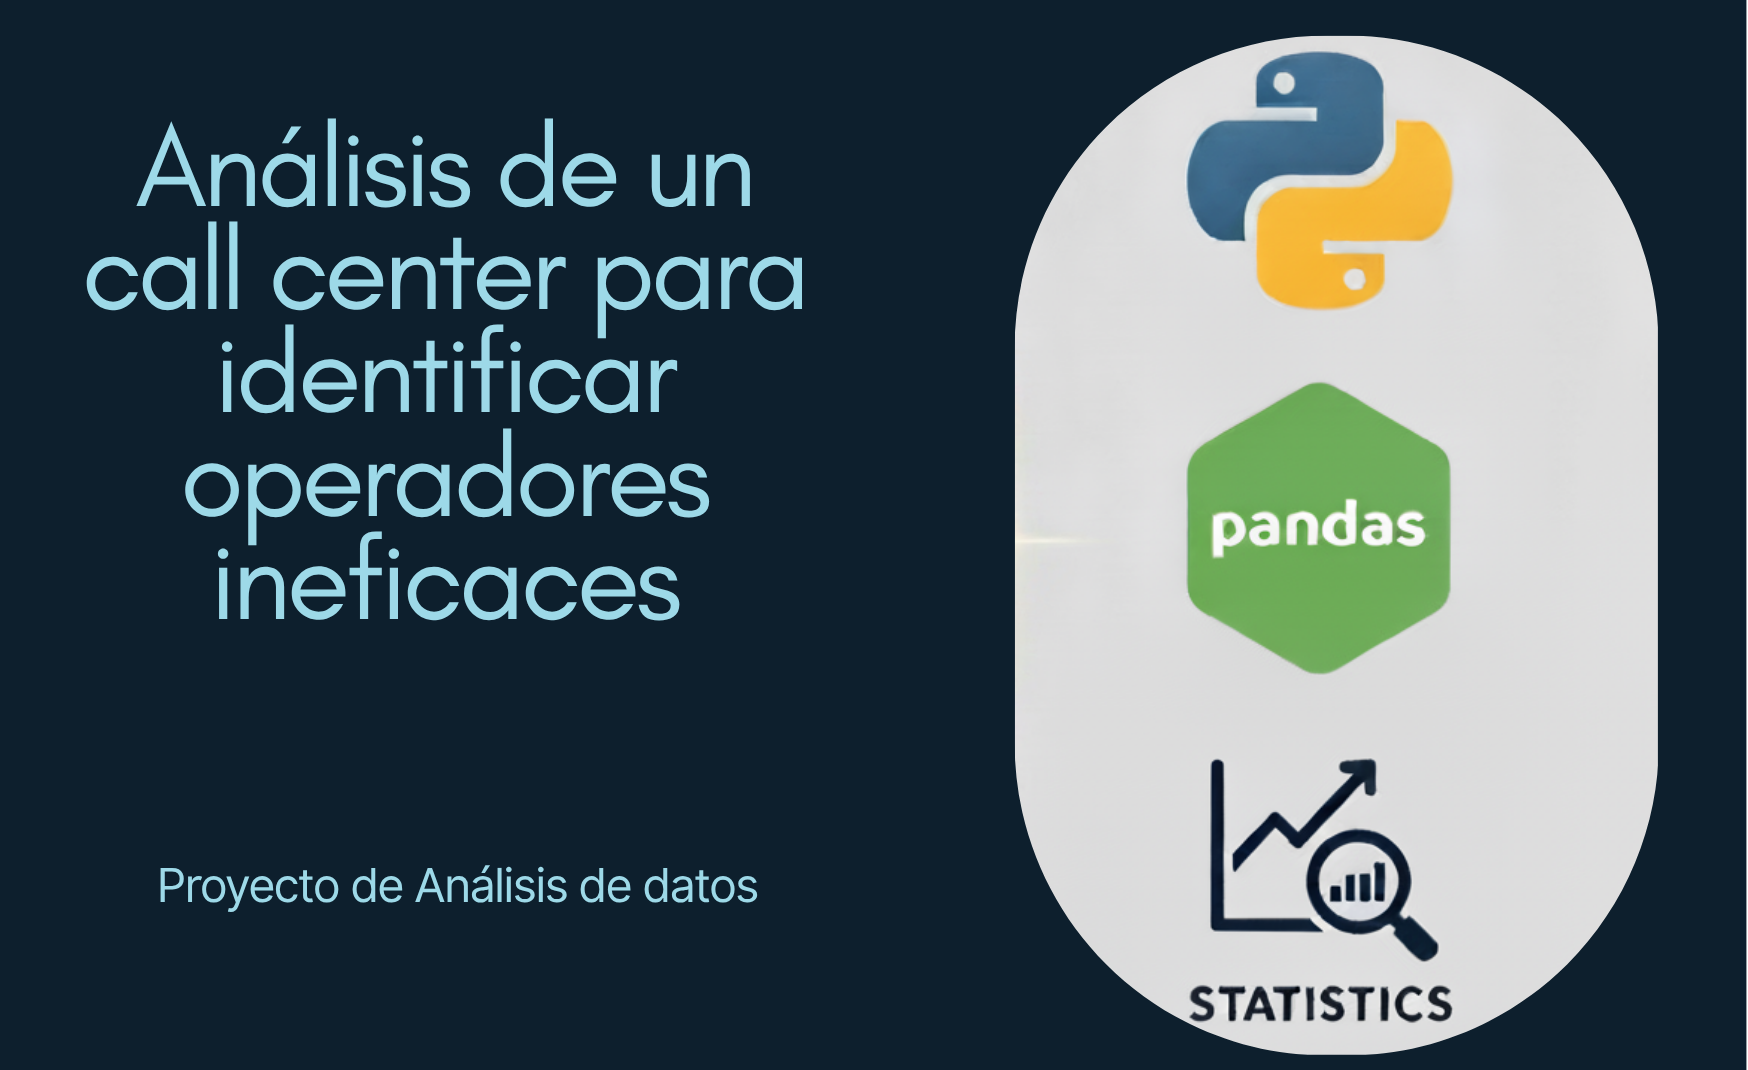 Análisis de un
call center para
identificar
operadores
ineficaces
Proyecto de Análisis de datos
pandas
STATISTICS